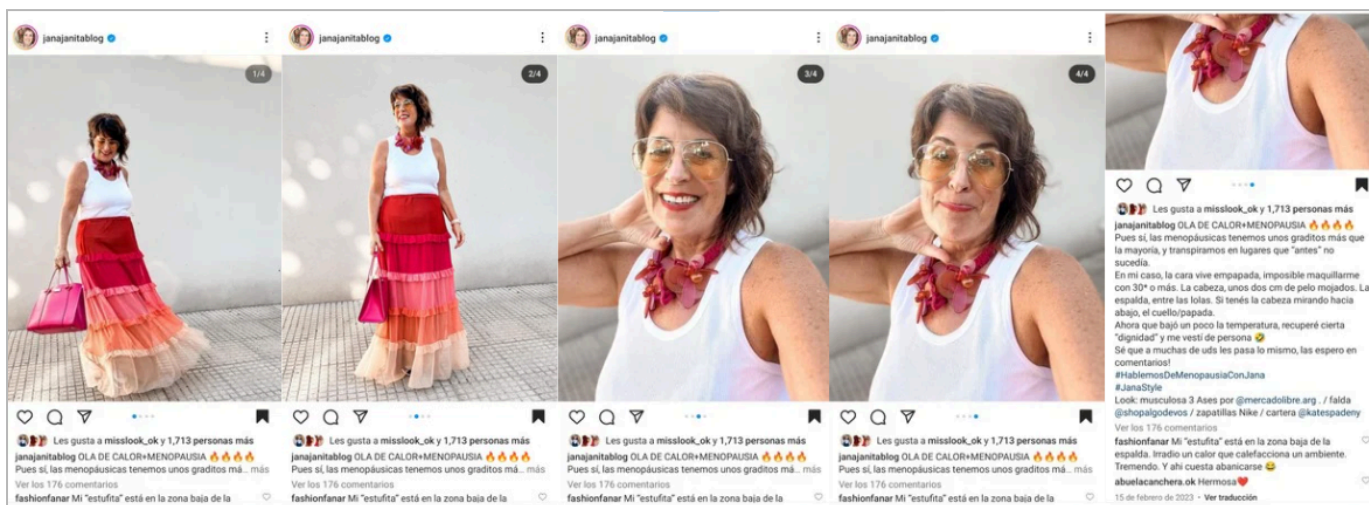 janajanitablog
1/4
Les gusta a misslook_ok y 1,713 personas más
janajanitablog OLA DE CALOR+MENOPAUSIA 🔥🔥🔥🔥
Pues sí, las menopáusicas tenemos unos graditos má... más
Ver los 176 comentarios
fashionfanar Mi "estufita" está en la zona baja de la
janajanitablog
2/4
Les gusta a misslook_ok y 1,713 personas más
janajanitablog OLA DE CALOR+MENOPAUSIA 🔥🔥🔥🔥
Pues sí, las menopáusicas tenemos unos graditos má... más
Ver los 176 comentarios
fashionfanar Mi "estufita" está en la zona baja de la
janajanitablog
3/4
Les gusta a misslook_ok y 1,713 personas más
janajanitablog OLA DE CALOR+MENOPAUSIA 🔥🔥🔥🔥
Pues sí, las menopáusicas tenemos unos graditos má... más
Ver los 176 comentarios
fashionfanar Mi "estufita" está en la zona baja de la
janajanitablog
4/4
Les gusta a misslook_ok y 1,713 personas más
janajanitablog OLA DE CALOR+MENOPAUSIA 🔥🔥🔥🔥
Pues sí, las menopáusicas tenemos unos graditos má... más
Ver los 176 comentarios
fashionfanar Mi "estufita" está en la zona baja de la
Les gusta a misslook_ok y 1,713 personas más
janajanitablog OLA DE CALOR+MENOPAUSIA 🔥🔥🔥🔥
Pues sí, las menopáusicas tenemos unos graditos más que
la mayoría, y transpiramos en lugares que "antes" no
sucedía.
En mi caso, la cara vive empapada, imposible maquillarme
con 30* o más. La cabeza, unos dos cm de pelo mojados. La
espalda, entre las lolas. Si tenés la cabeza mirando hacia
abajo, el cuello/papada.
Ahora que bajó un poco la temperatura, recuperé cierta
"dignidad" y me vestí de persona 🤣
Sé que a muchas de uds les pasa lo mismo, las espero en
comentarios!
#HablemosDeMenopausiaConJana
#JanaStyle
Look: musculosa 3 Ases por @mercadolibre.arg . / falda
@shopalgodevos / zapatillas Nike / cartera @katespadeny
Ver los 176 comentarios
fashionfanar Mi "estufita" está en la zona baja de la
espalda. Irradio un calor que calefacciona un ambiente.
Tremendo. Y ahi cuesta abanicarse 😂
abuelacanchera.ok Hermosa❤️
15 de febrero de 2023 • Ver traducción